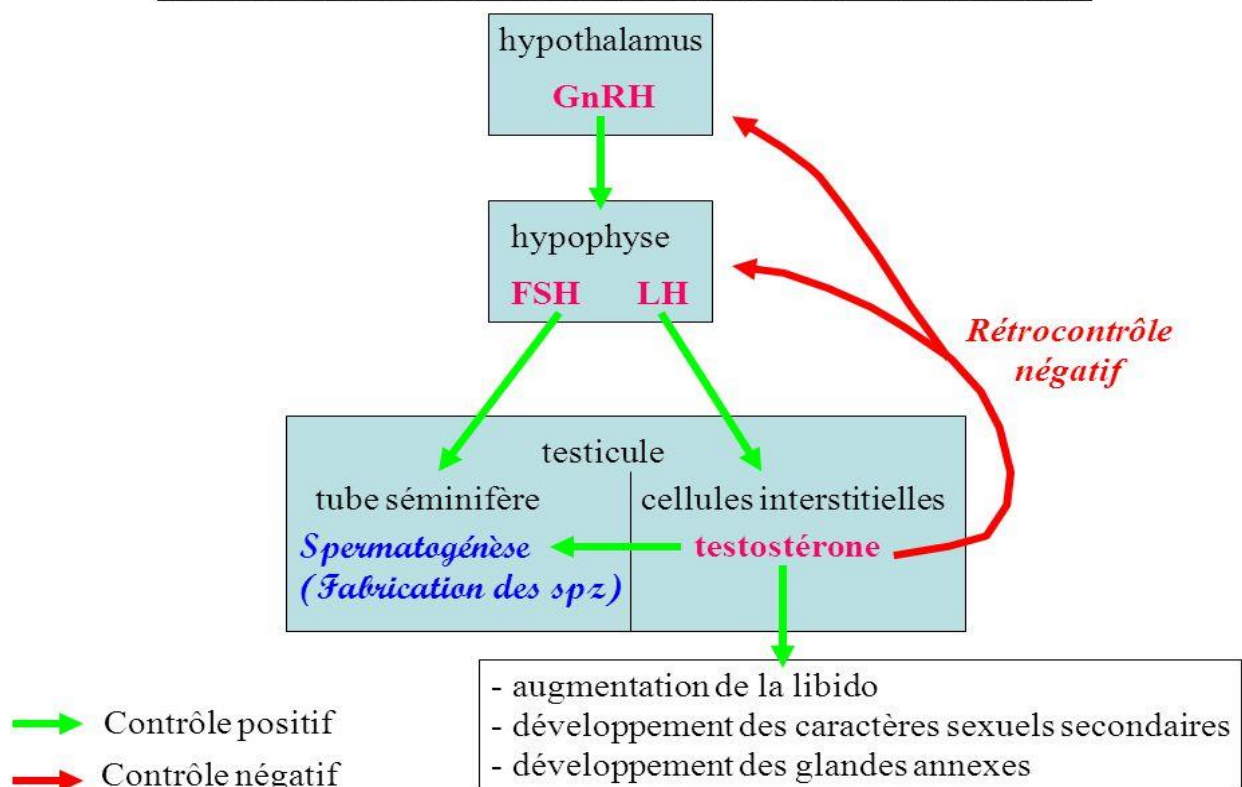 hypothalamus
GnRH
hypophyse
FSH LH
Rétrocontrôle
négatif
testicule
tube séminifère
cellules interstitielles
Spermatogénèse
(Fabrication des spz)
testostérone
- augmentation de la libido
- développement des caractères sexuels secondaires
- développement des glandes annexes
Contrôle positif
Contrôle négatif